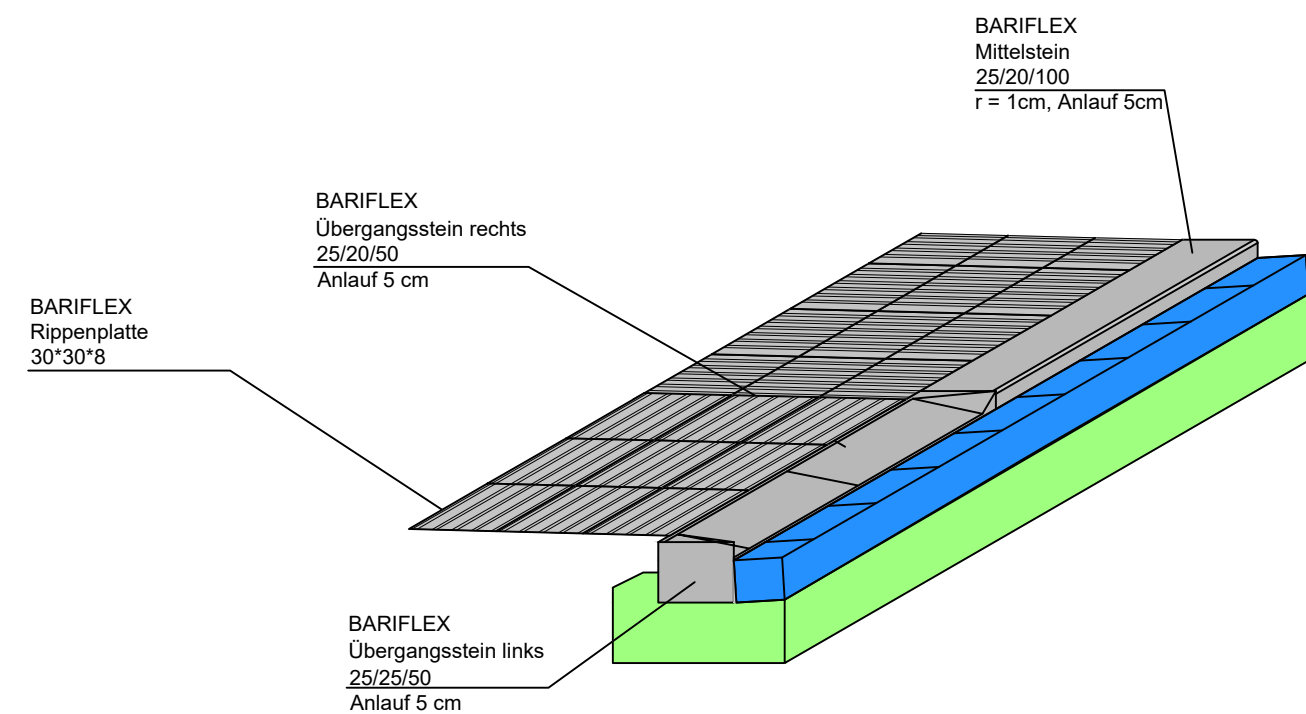 BARIFLEX
Mittelstein
25/20/100
r = 1cm, Anlauf 5cm
BARIFLEX
Übergangsstein rechts
25/20/50
Anlauf 5 cm
BARIFLEX
Rippenplatte
30*30*8
BARIFLEX
Übergangsstein links
25/25/50
Anlauf 5 cm